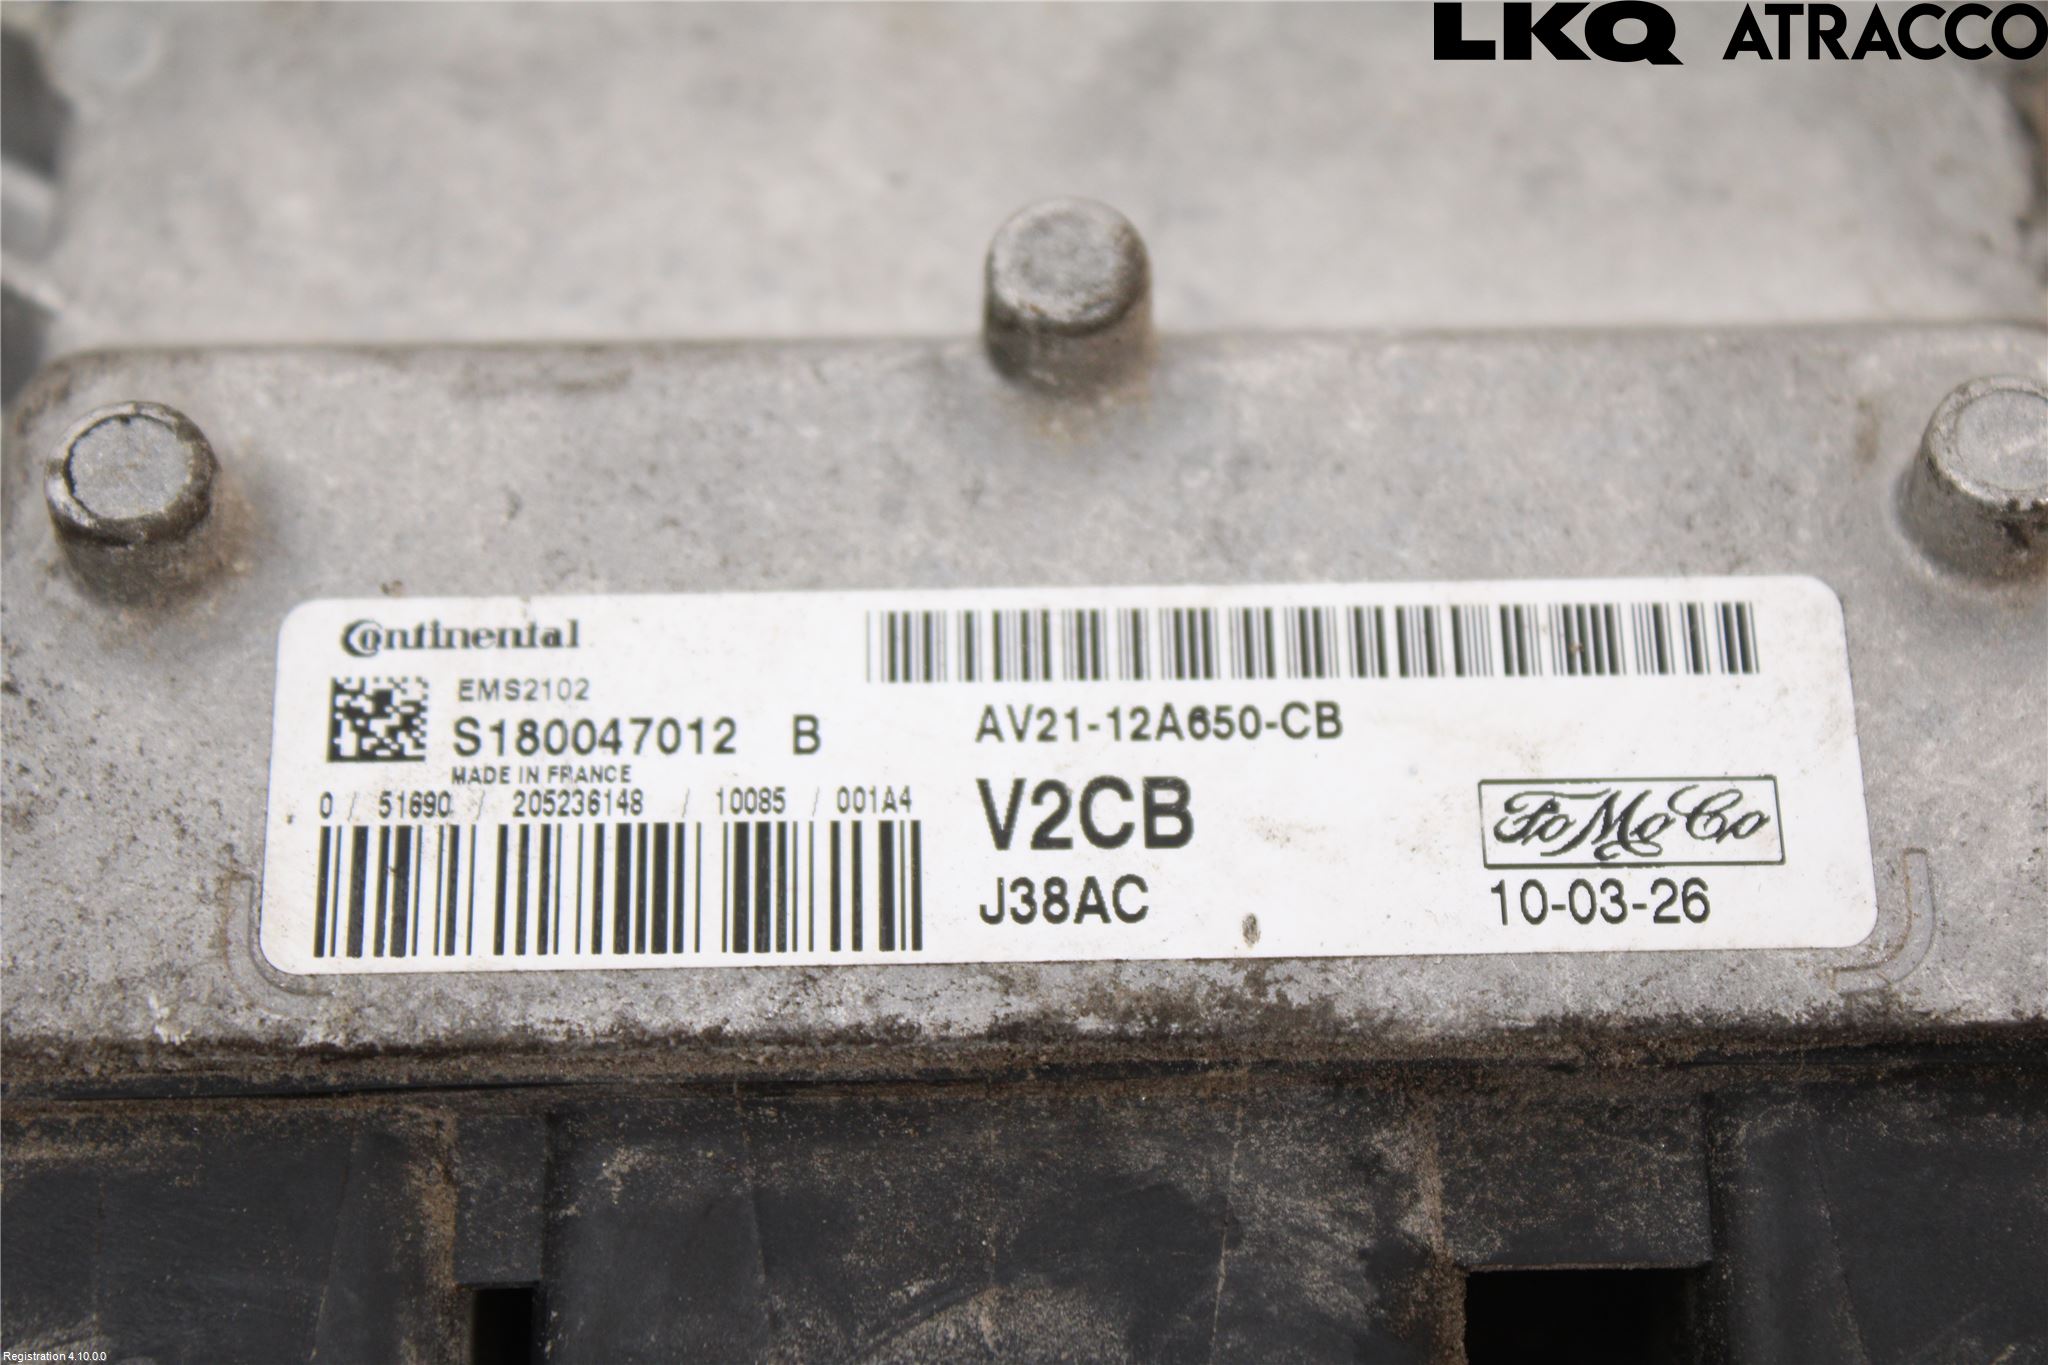 LKQ ATRACCO
Continental
EMS2102
S180047012 B
MADE IN FRANCE
0 / 51690 / 205236148 / 10085 / 001A4
AV21-12A650-CB
V2CB
J38AC
FoMoCo
10-03-26
Registration 4.10.0.0